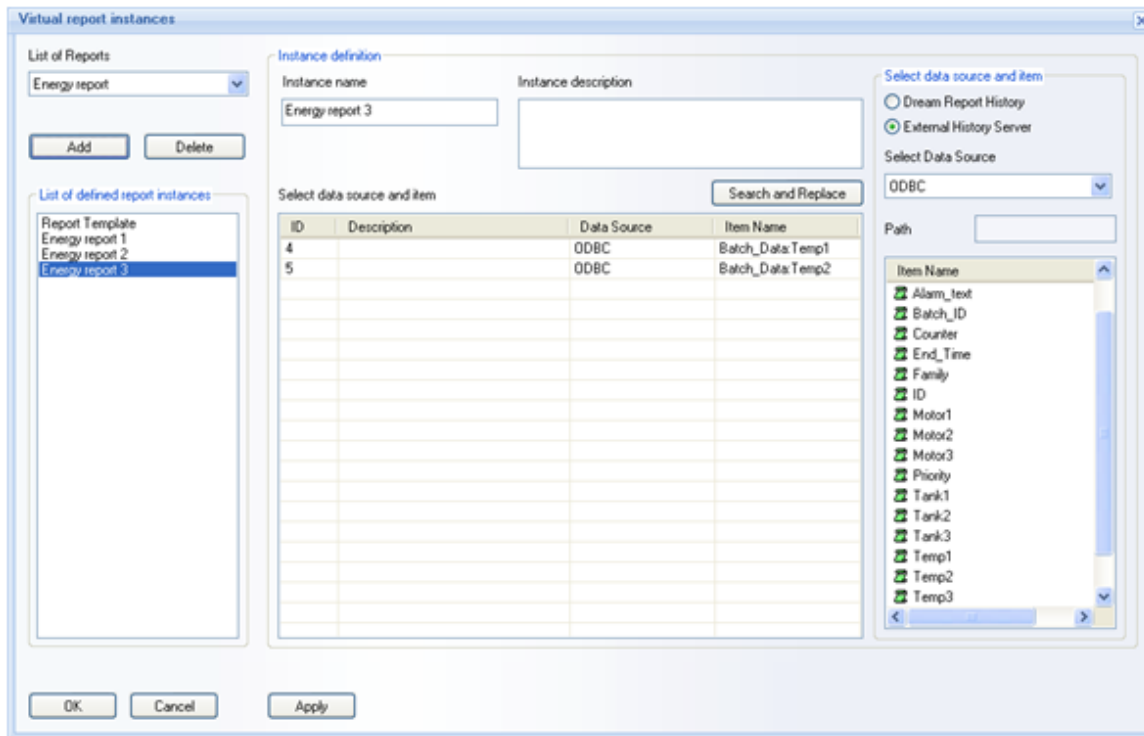 Virtual report instances
List of Reports
Energy report
Add
Delete
List of defined report instances
Report Template
Energy report 1
Energy report 2
Energy report 3
Instance definition
Instance name
Energy report 3
Instance description
Select data source and item
Search and Replace
ID Description Data Source Item Name
4 ODBC Batch_Data:Temp1
5 ODBC Batch_Data:Temp2
Select data source and item
Dream Report History
External History Server
Select Data Source
ODBC
Path
Item Name
Alarm_text
Batch_ID
Counter
End_Time
Family
ID
Motor1
Motor2
Motor3
Priority
Tank1
Tank2
Tank3
Temp1
Temp2
Temp3
OK
Cancel
Apply